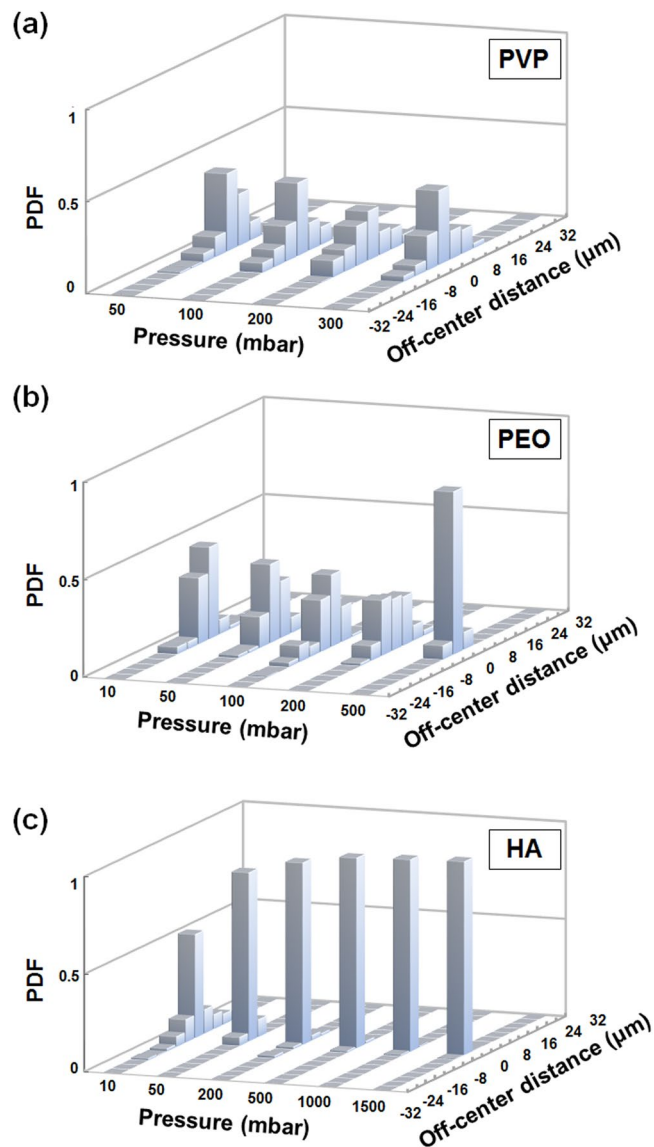 (a)
PVP
1
0.5
0
PDF
50 100 200 300
Pressure (mbar)
-32 -24 -16 -8 0 8 16 24 32
Off-center distance (μm)
(b)
PEO
1
0.5
0
PDF
10 50 100 200 500
Pressure (mbar)
-32 -24 -16 -8 0 8 16 24 32
Off-center distance (μm)
(c)
HA
1
0.5
0
PDF
10 50 200 500 1000 1500
Pressure (mbar)
-32 -24 -16 -8 0 8 16 24 32
Off-center distance (μm)